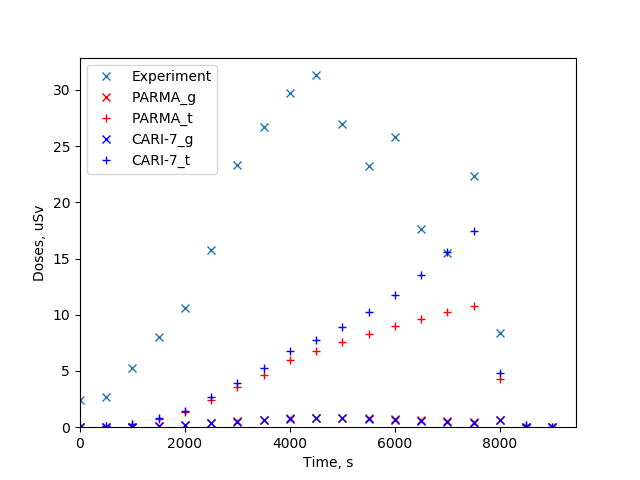 Experiment
PARMA_g
PARMA_t
CARI-7_g
CARI-7_t
30
25
20
15
10
5
0
Doses, uSv
0 2000 4000 6000 8000
Time, s